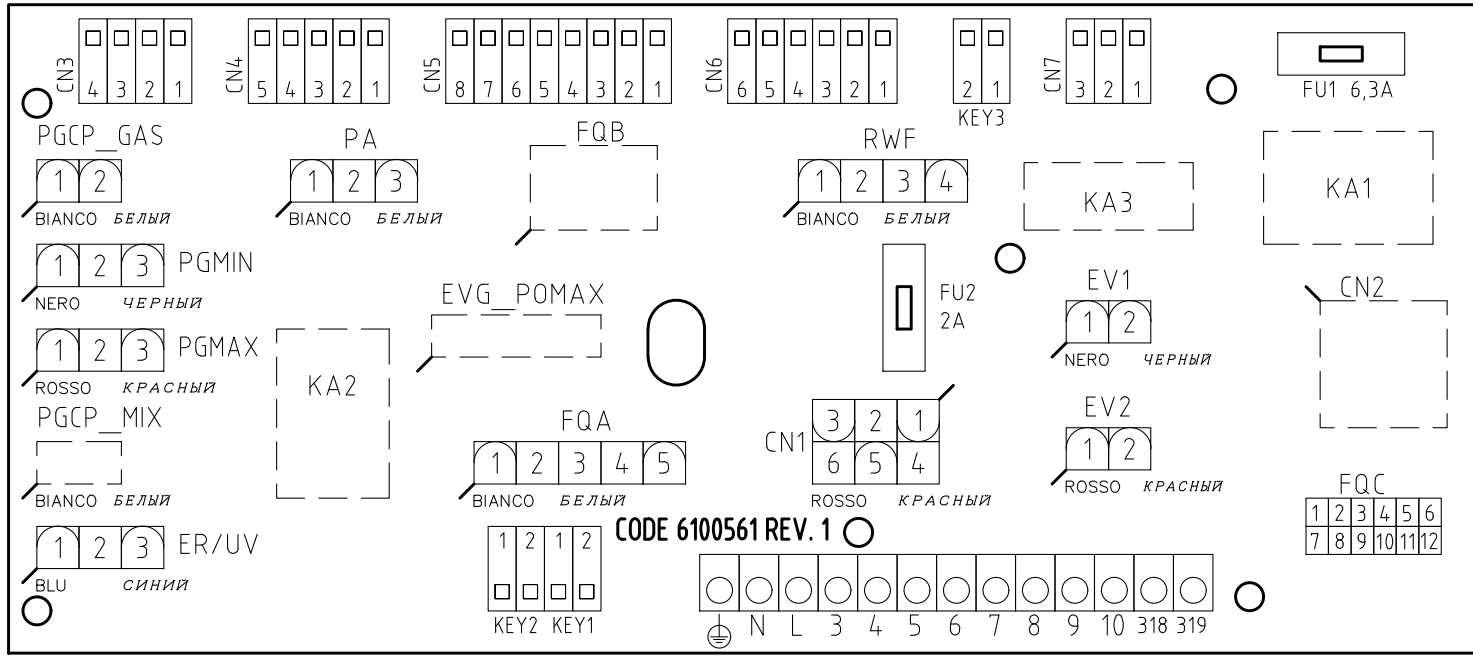 CN3 4 3 2 1
CN4 5 4 3 2 1
CN5 8 7 6 5 4 3 2 1
CN6 6 5 4 3 2 1
2 1
KEY3
CN7 3 2 1
FU1 6,3A
PGCP_GAS
1 2
BIANCO БЕЛЫЙ
PA
1 2 3
BIANCO БЕЛЫЙ
FQB
RWF
1 2 3 4
BIANCO БЕЛЫЙ
KA3
KA1
1 2 3 PGMIN
NERO ЧЕРНЫЙ
EVG_POMAX
FU2
2A
EV1
1 2
NERO ЧЕРНЫЙ
CN2
1 2 3 PGMAX
ROSSO КРАСНЫЙ
KA2
PGCP_MIX
BIANCO БЕЛЫЙ
FQA
1 2 3 4 5
BIANCO БЕЛЫЙ
CN1
3 2 1
6 5 4
ROSSO КРАСНЫЙ
EV2
1 2
ROSSO КРАСНЫЙ
FQC
1 2 3 4 5 6
7 8 9 10 11 12
1 2 3 ER/UV
BLU СИНИЙ
1 2 1 2
KEY2 KEY1
CODE 6100561 REV. 1
N L 3 4 5 6 7 8 9 10 318 319